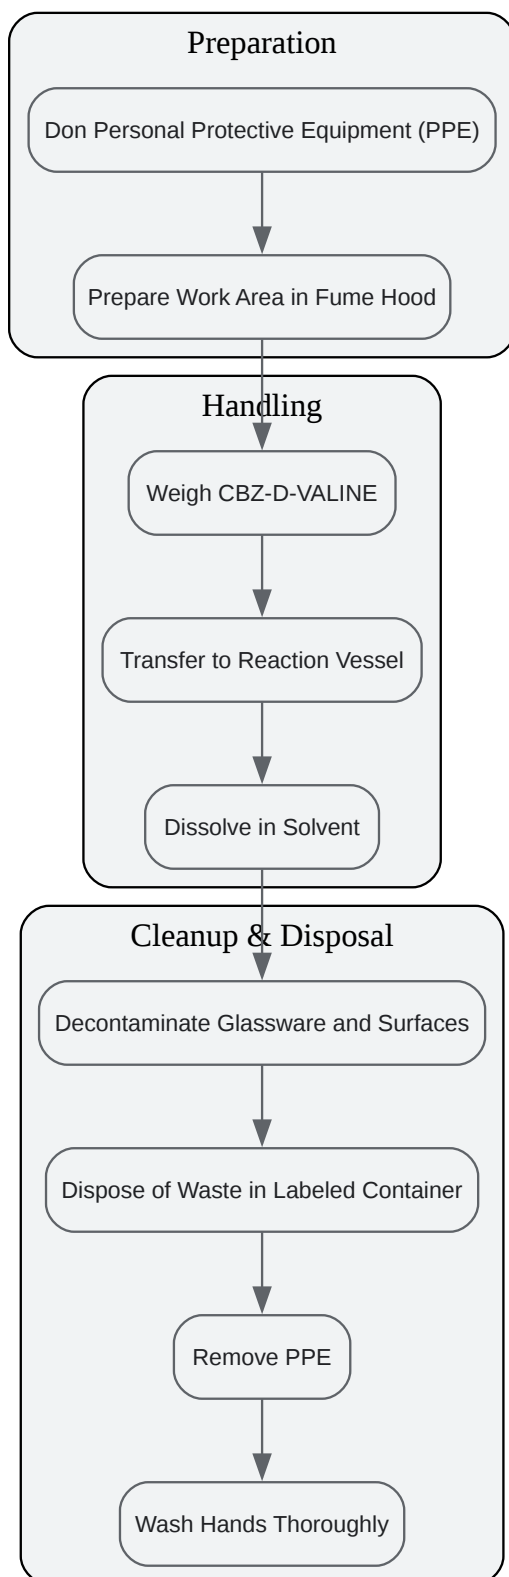 Preparation
Don Personal Protective Equipment (PPE)
Prepare Work Area in Fume Hood
Handling
Weigh CBZ-D-VALINE
Transfer to Reaction Vessel
Dissolve in Solvent
Cleanup & Disposal
Decontaminate Glassware and Surfaces
Dispose of Waste in Labeled Container
Remove PPE
Wash Hands Thoroughly